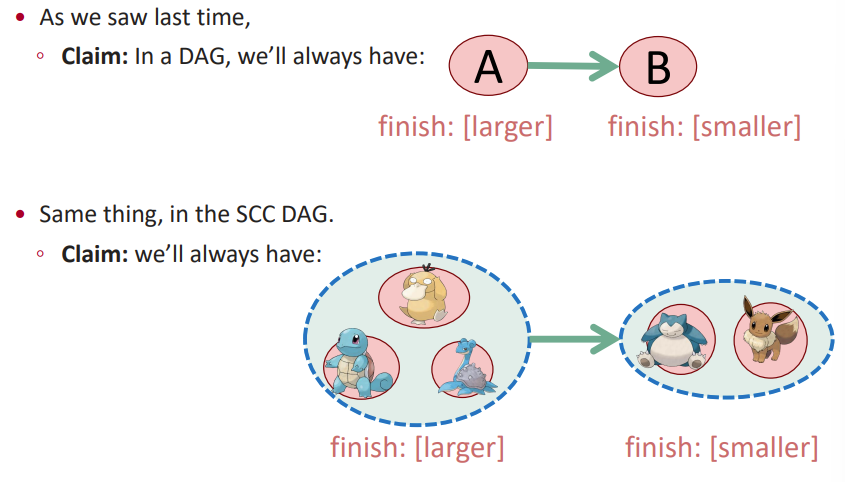 • As we saw last time,
◦ Claim: In a DAG, we’ll always have:
A
B
finish: [larger]
finish: [smaller]
• Same thing, in the SCC DAG.
◦ Claim: we’ll always have:
finish: [larger]
finish: [smaller]